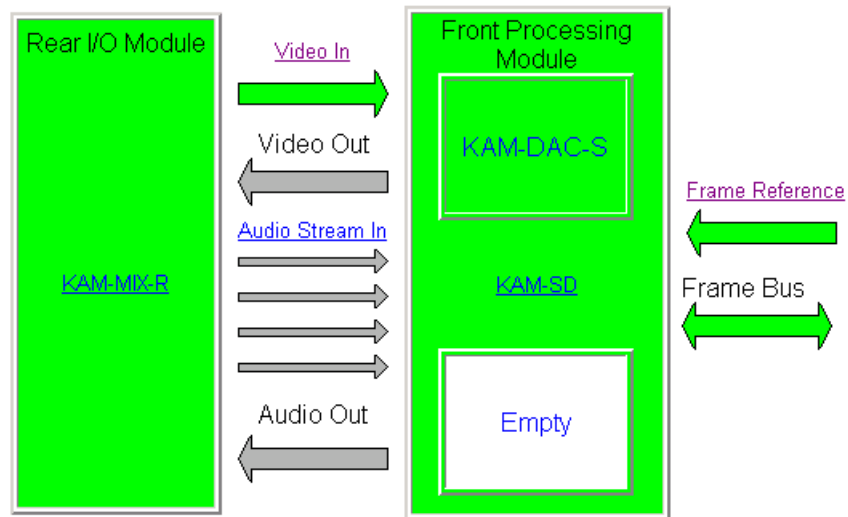 Rear I/O Module
KAM-MIX-R
Video In
Video Out
Audio Stream In
Audio Out
Front Processing
Module
KAM-DAC-S
KAM-SD
Empty
Frame Reference
Frame Bus